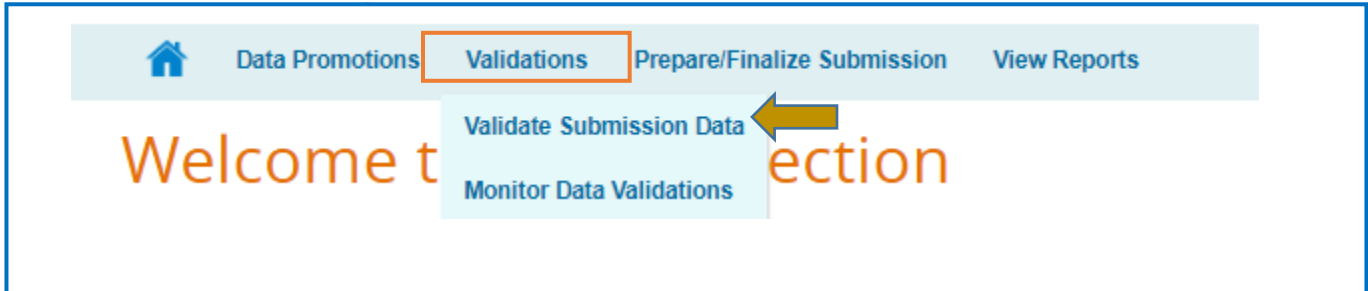 Data Promotions Validations Prepare/Finalize Submission View Reports
Validate Submission Data
Welcome t ection
Monitor Data Validations